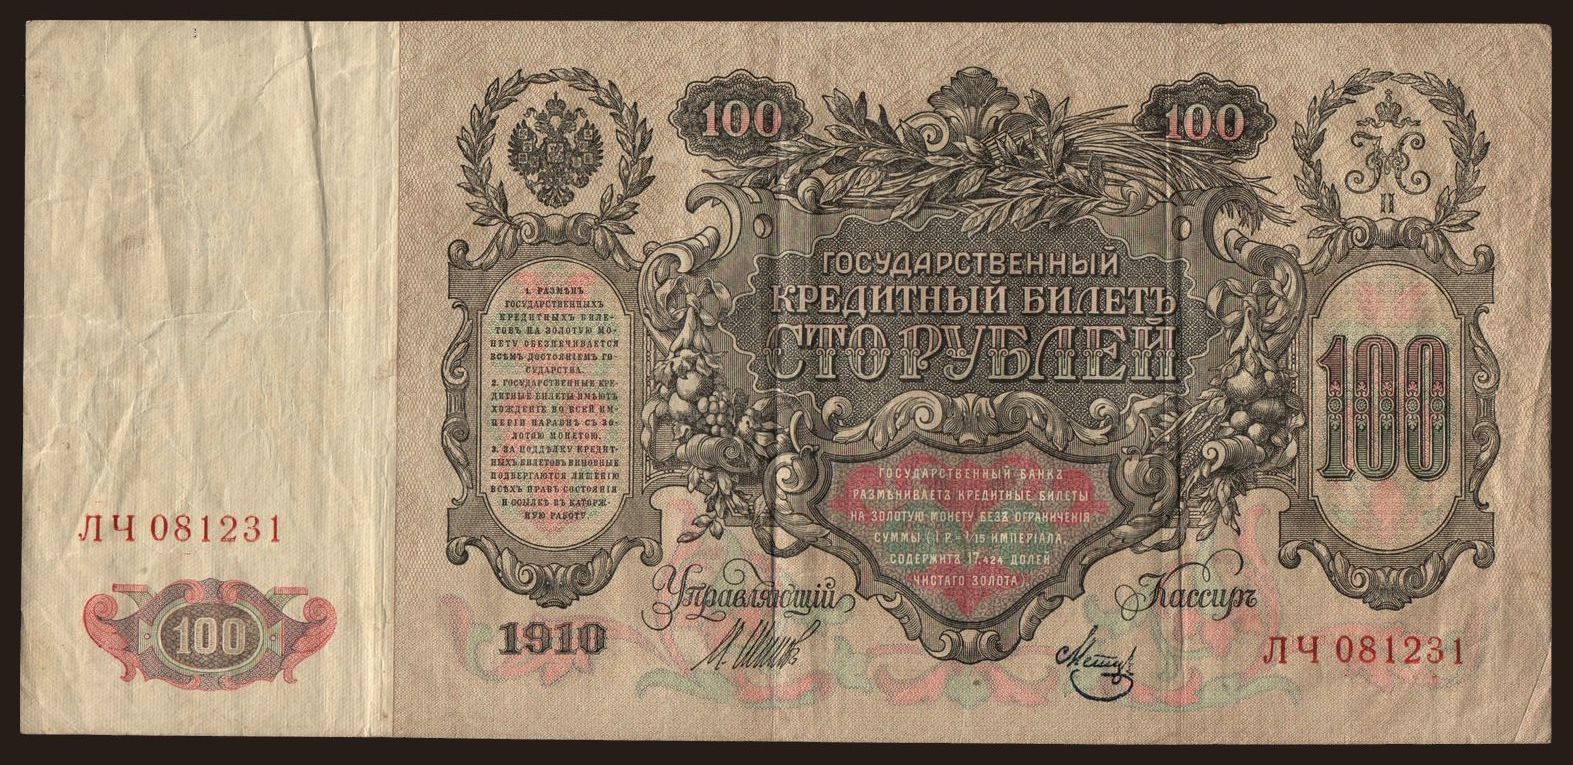 100
100
II
ГОСУДАРСТВЕННЫЙ
КРЕДИТНЫЙ БИЛЕТЪ
СТО РУБЛЕЙ
1. РАЗМѢНЪ
ГОСУДАРСТВЕННЫХЪ
КРЕДИТНЫХЪ БИЛЕ-
ТОВЪ НА ЗОЛОТУЮ МО-
НЕТУ ОБЕЗПЕЧИВАЕТСЯ
ВСѢМЪ ДОСТОЯНІЕМЪ ГО-
СУДАРСТВА.
2. ГОСУДАРСТВЕННЫЕ КРЕ-
ДИТНЫЕ БИЛЕТЫ ИМѢЮТЪ
ХОЖДЕНІЕ ВО ВСЕЙ ИМ-
ПЕРІИ НАРАВНѢ СЪ ЗО-
ЛОТОЮ МОНЕТОЮ.
3. ЗА ПОДДѢЛКУ КРЕДИТ-
НЫХЪ БИЛЕТОВЪ ВИНОВНЫЕ
ПОДВЕРГАЮТСЯ ЛИШЕНІЮ
ВСѢХЪ ПРАВЪ СОСТОЯНІЯ
И ССЫЛКѢ ВЪ КАТОРЖ-
НУЮ РАБОТУ.
100
ГОСУДАРСТВЕННЫЙ БАНКЪ
РАЗМѢНИВАЕТЪ КРЕДИТНЫЕ БИЛЕТЫ
НА ЗОЛОТУЮ МОНЕТУ БЕЗЪ ОГРАНИЧЕНІЯ
СУММЫ (1 Р.= 1/15 ИМПЕРІАЛА,
СОДЕРЖИТЪ 17,424 ДОЛЕЙ
ЧИСТАГО ЗОЛОТА).
ЛЧ 081231
100
Управляющій
Кассиръ
1910
ЛЧ 081231